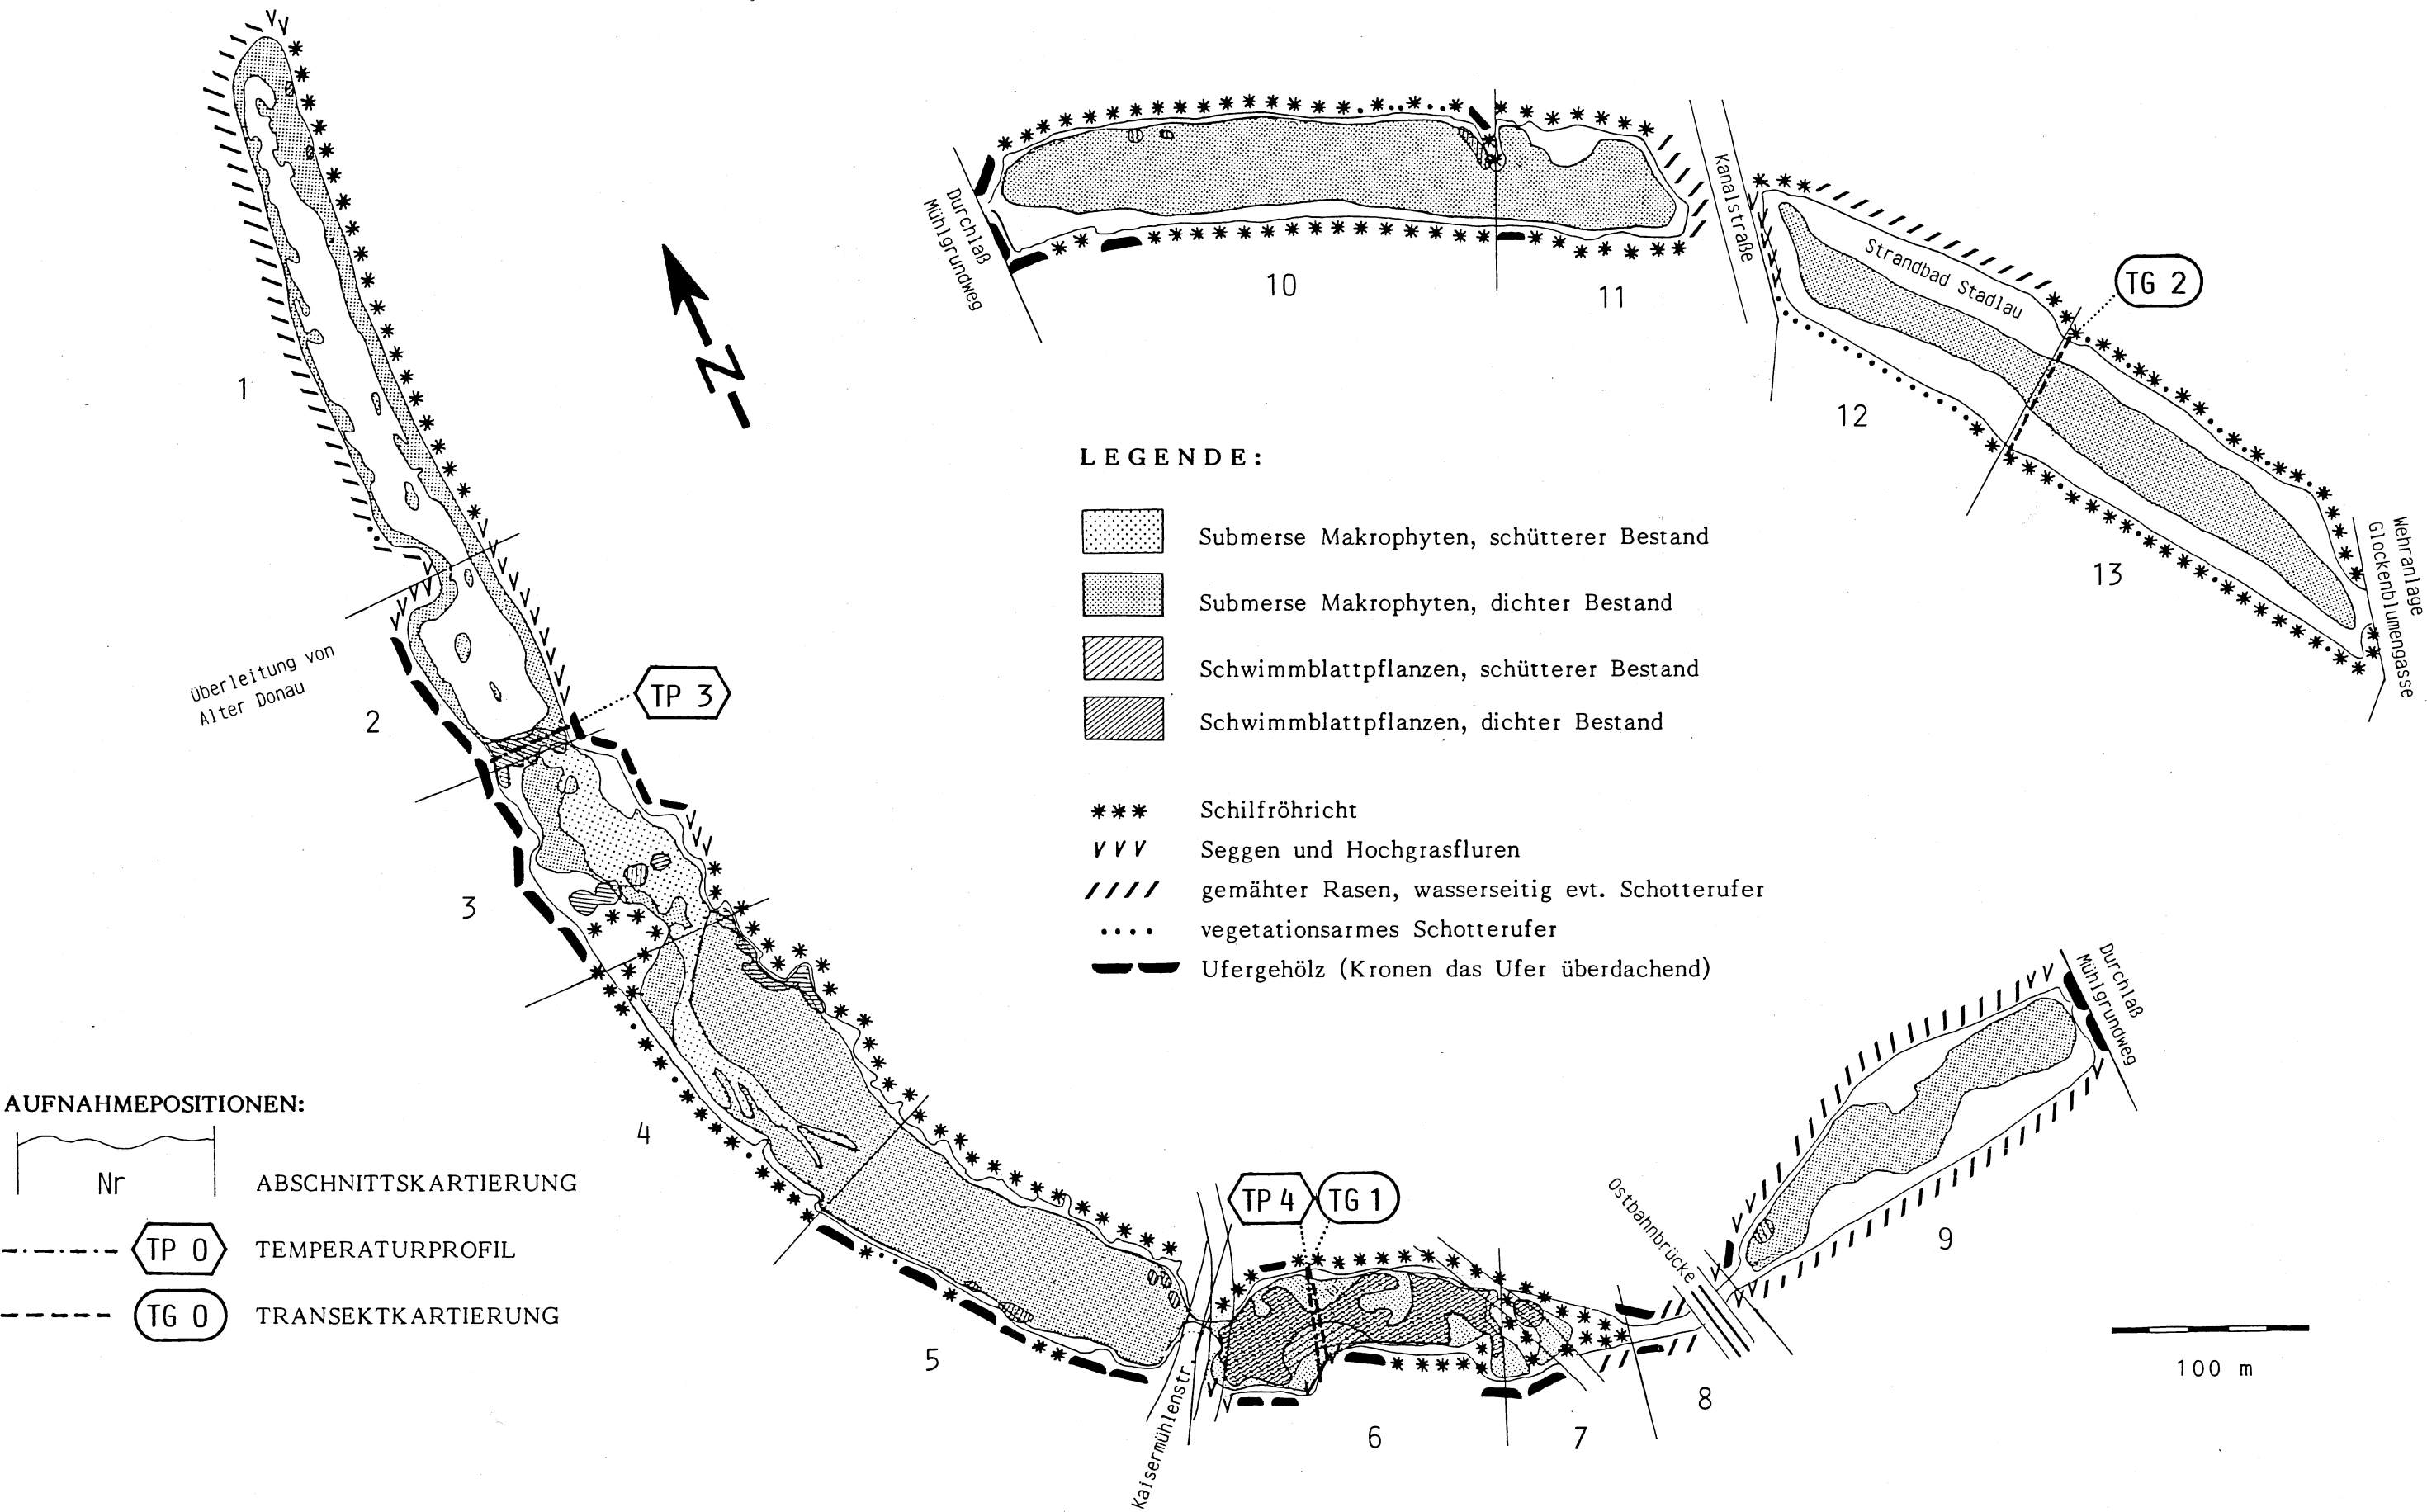 1
Überleitung von
Alter Donau
2
TP 3
3
4
5
N
Durchlaß
Mühlgrundweg
10
11
Kanalstraße
Strandbad Stadlau
TG 2
12
13
Wehranlage
Glockenblumengasse
LEGENDE:
Submerse Makrophyten, schütterer Bestand
Submerse Makrophyten, dichter Bestand
Schwimmblattpflanzen, schütterer Bestand
Schwimmblattpflanzen, dichter Bestand
Schilfröhricht
Seggen und Hochgrasfluren
gemähter Rasen, wasserseitig evt. Schotterufer
vegetationsarmes Schotterufer
Ufergehölz (Kronen das Ufer überdachend)
AUFNAHMEPOSITIONEN:
Nr
ABSCHNITTSKARTIERUNG
TP 0
TEMPERATURPROFIL
TG 0
TRANSEKTKARTIERUNG
Kaisermühlenstr.
TP 4
TG 1
6
7
8
Ostbahnbrücke
9
Durchlaß
Mühlgrundweg
100 m